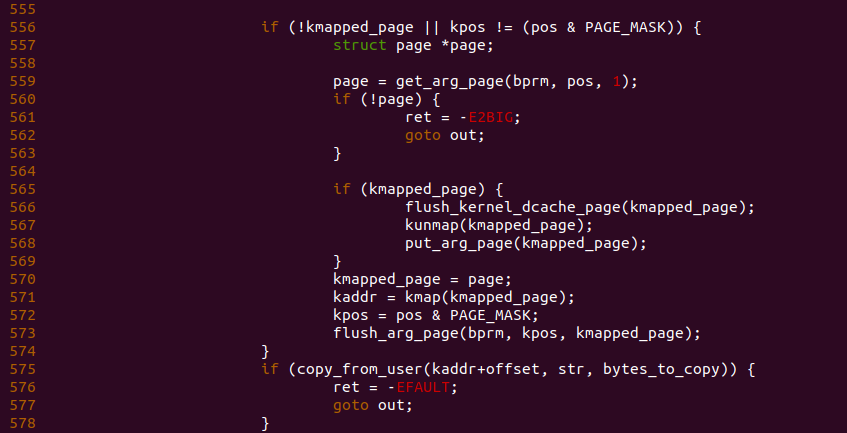 555
556                         if (!kmapped_page || kpos != (pos & PAGE_MASK)) {
557                                 struct page *page;
558
559                                 page = get_arg_page(bprm, pos, 1);
560                                 if (!page) {
561                                         ret = -E2BIG;
562                                         goto out;
563                                 }
564
565                                 if (kmapped_page) {
566                                         flush_kernel_dcache_page(kmapped_page);
567                                         kunmap(kmapped_page);
568                                         put_arg_page(kmapped_page);
569                                 }
570                                 kmapped_page = page;
571                                 kaddr = kmap(kmapped_page);
572                                 kpos = pos & PAGE_MASK;
573                                 flush_arg_page(bprm, kpos, kmapped_page);
574                         }
575                         if (copy_from_user(kaddr+offset, str, bytes_to_copy)) {
576                                 ret = -EFAULT;
577                                 goto out;
578                         }